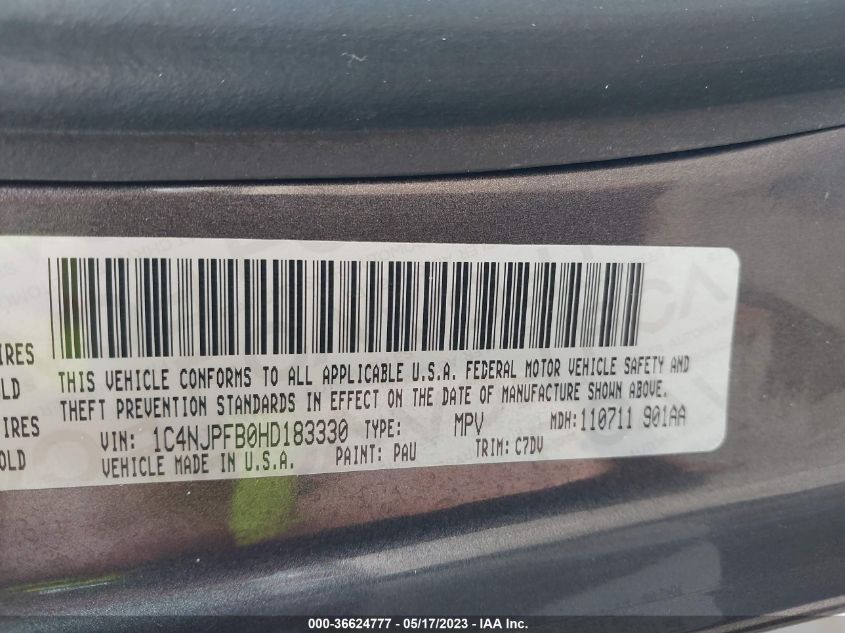 IRES
OLD
THIS VEHICLE CONFORMS TO ALL APPLICABLE U.S.A. FEDERAL MOTOR VEHICLE SAFETY AND
THEFT PREVENTION STANDARDS IN EFFECT ON THE DATE OF MANUFACTURE SHOWN ABOVE.
IRES
OLD
VIN: 1C4NJPFB0HD183330 TYPE: MPV MDH: 110711 901AA
VEHICLE MADE IN U.S.A. PAINT: PAU TRIM: C7DV
000-36624777 - 05/17/2023 - IAA Inc.